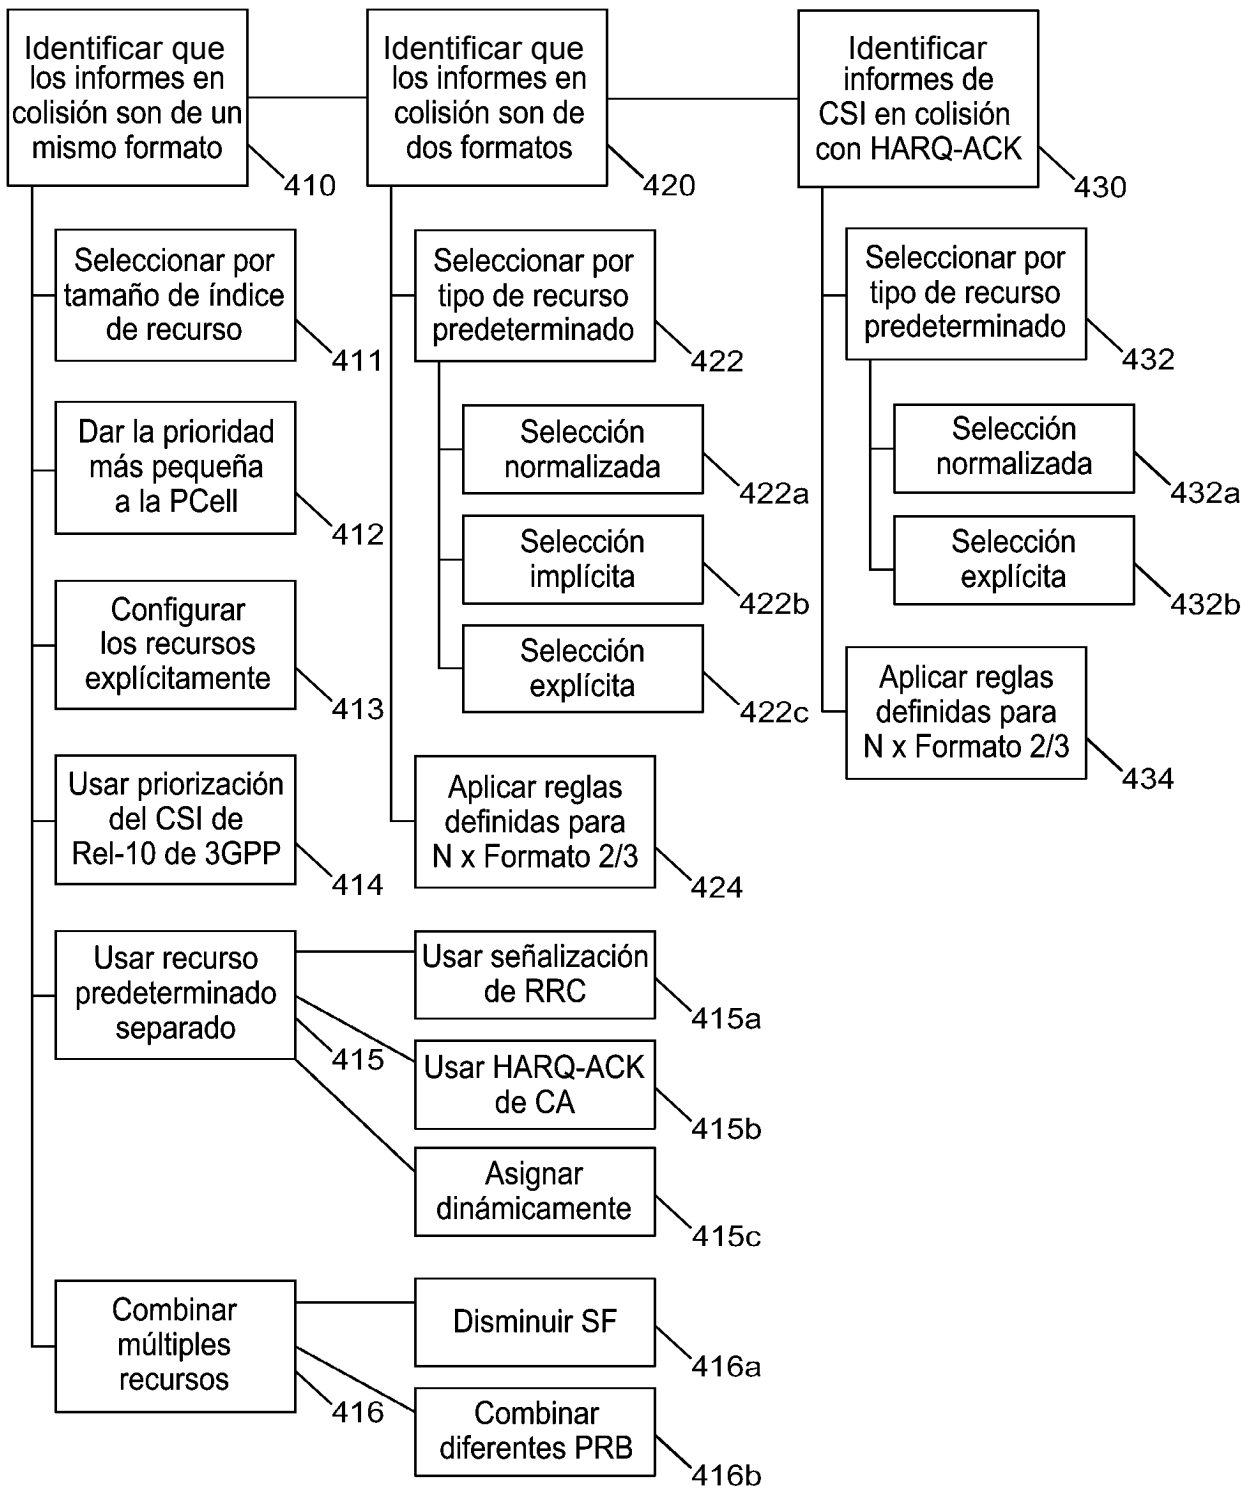 Identificar que
los informes en
colisión son de un
mismo formato
410
Identificar que
los informes en
colisión son de
dos formatos
420
Identificar
informes de
CSI en colisión
con HARQ-ACK
430
Seleccionar por
tamaño de índice
de recurso
411
Dar la prioridad
más pequeña
a la PCell
412
Configurar
los recursos
explícitamente
413
Usar priorización
del CSI de
Rel-10 de 3GPP
414
Usar recurso
predeterminado
separado
415
Usar señalización
de RRC
415a
Usar HARQ-ACK
de CA
415b
Asignar
dinámicamente
415c
Combinar
múltiples
recursos
416
Disminuir SF
416a
Combinar
diferentes PRB
416b
Seleccionar por
tipo de recurso
predeterminado
422
Selección
normalizada
422a
Selección
implícita
422b
Selección
explícita
422c
Aplicar reglas
definidas para
N x Formato 2/3
424
Seleccionar por
tipo de recurso
predeterminado
432
Selección
normalizada
432a
Selección
explícita
432b
Aplicar reglas
definidas para
N x Formato 2/3
434